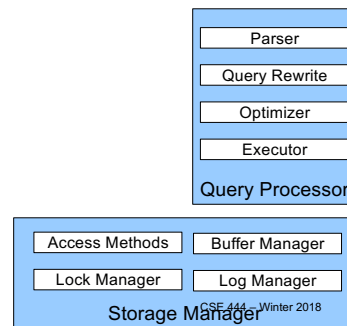 Parser
Query Rewrite
Optimizer
Executor
Query Processor
Access Methods
Buffer Manager
Lock Manager
Log Manager
Storage Manager
CSE 444 – Winter 2018